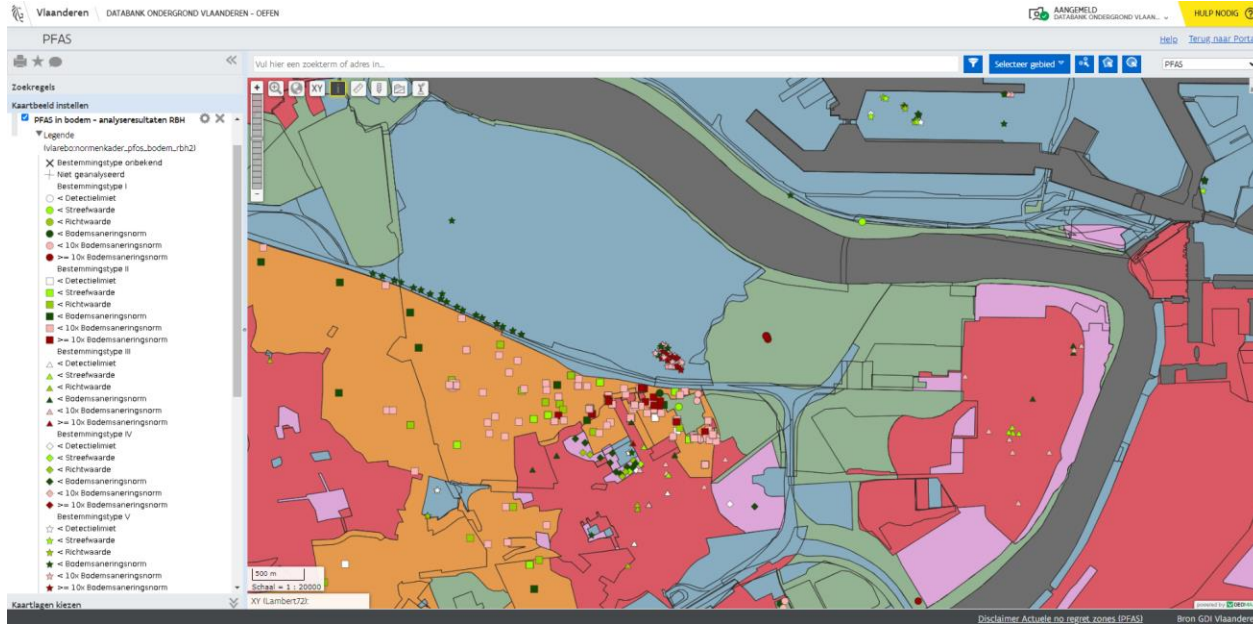 Vlaanderen
DATABANK ONDERGROND VLAANDEREN - OEFEN
AANGEMELD
DATABANK ONDERGROND VLAAN...
HULP NODIG
PFAS
Help
Terug naar Porta
Vul hier een zoekterm of adres in...
Selecteer gebied
PFAS
Zoekregels
Kaartbeeld instellen
PFAS in bodem - analyseresultaten RBH
Legende
(vlarebo:normenkader_pfos_bodem_rbh2)
Bestemmingstype onbekend
Niet geanalyseerd
Bestemmingstype I
< Detectielimiet
< Streefwaarde
< Richtwaarde
< Bodemsaneringsnorm
< 10x Bodemsaneringsnorm
>= 10x Bodemsaneringsnorm
Bestemmingstype II
< Detectielimiet
< Streefwaarde
< Richtwaarde
< Bodemsaneringsnorm
< 10x Bodemsaneringsnorm
>= 10x Bodemsaneringsnorm
Bestemmingstype III
< Detectielimiet
< Streefwaarde
< Richtwaarde
< Bodemsaneringsnorm
< 10x Bodemsaneringsnorm
>= 10x Bodemsaneringsnorm
Bestemmingstype IV
< Detectielimiet
< Streefwaarde
< Richtwaarde
< Bodemsaneringsnorm
< 10x Bodemsaneringsnorm
>= 10x Bodemsaneringsnorm
Bestemmingstype V
< Detectielimiet
< Streefwaarde
< Richtwaarde
< Bodemsaneringsnorm
< 10x Bodemsaneringsnorm
>= 10x Bodemsaneringsnorm
Kaartlagen kiezen
XY
500 m
Schaal = 1 : 20000
XY (Lambert72):
powered by
Disclaimer Actuele no regret zones (PFAS)
Bron GDI Vlaandere